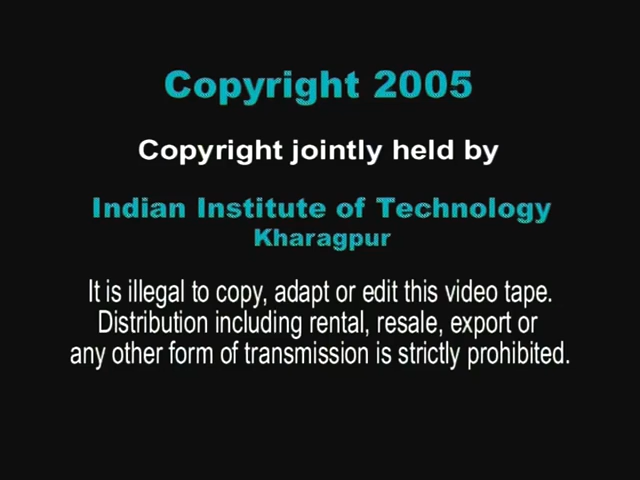 Copyright 2005
Copyright jointly held by
Indian Institute of Technology
Kharagpur
It is illegal to copy, adapt or edit this video tape.
Distribution including rental, resale, export or
any other form of transmission is strictly prohibited.